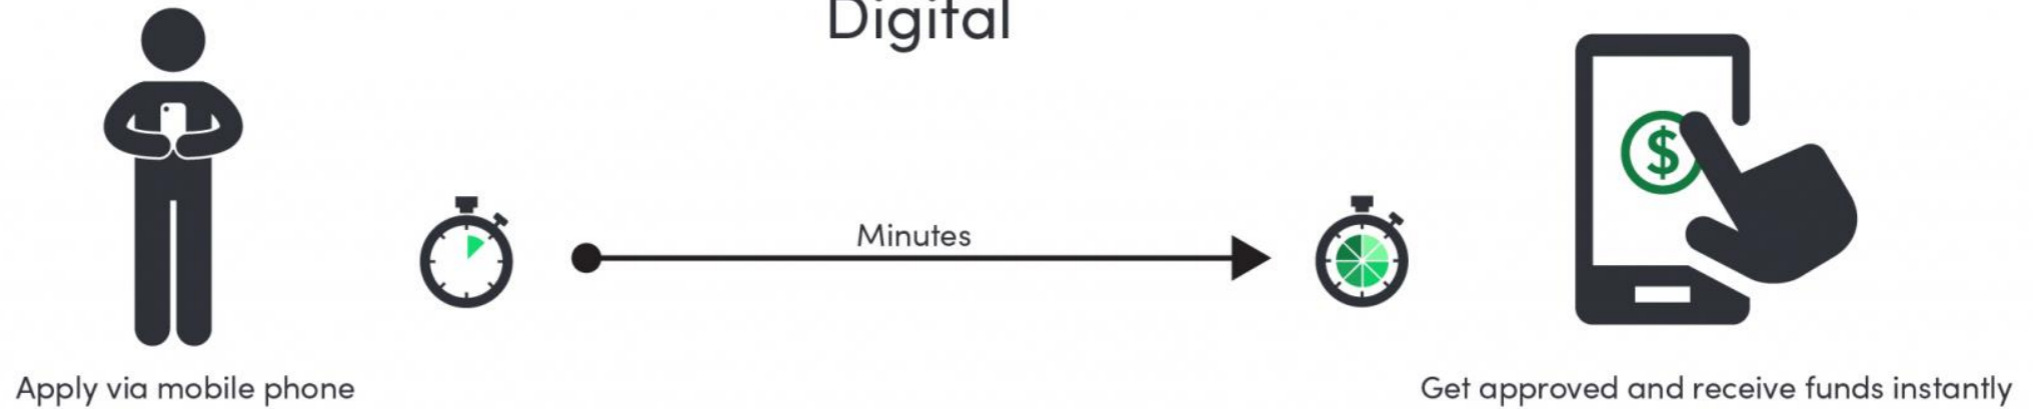 Digital
$
Minutes
Apply via mobile phone
Get approved and receive funds instantly